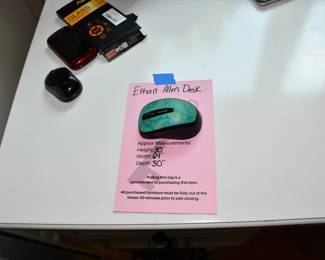 GLASS
Ethan Allen Desk
Approx Measurements:
Height: 30"
Width: 64"
Depth: 30"
Pulling this tag is a
commitment to purchasing this item.
All purchased furniture must be fully out of the
house 30 minutes prior to sale closing.